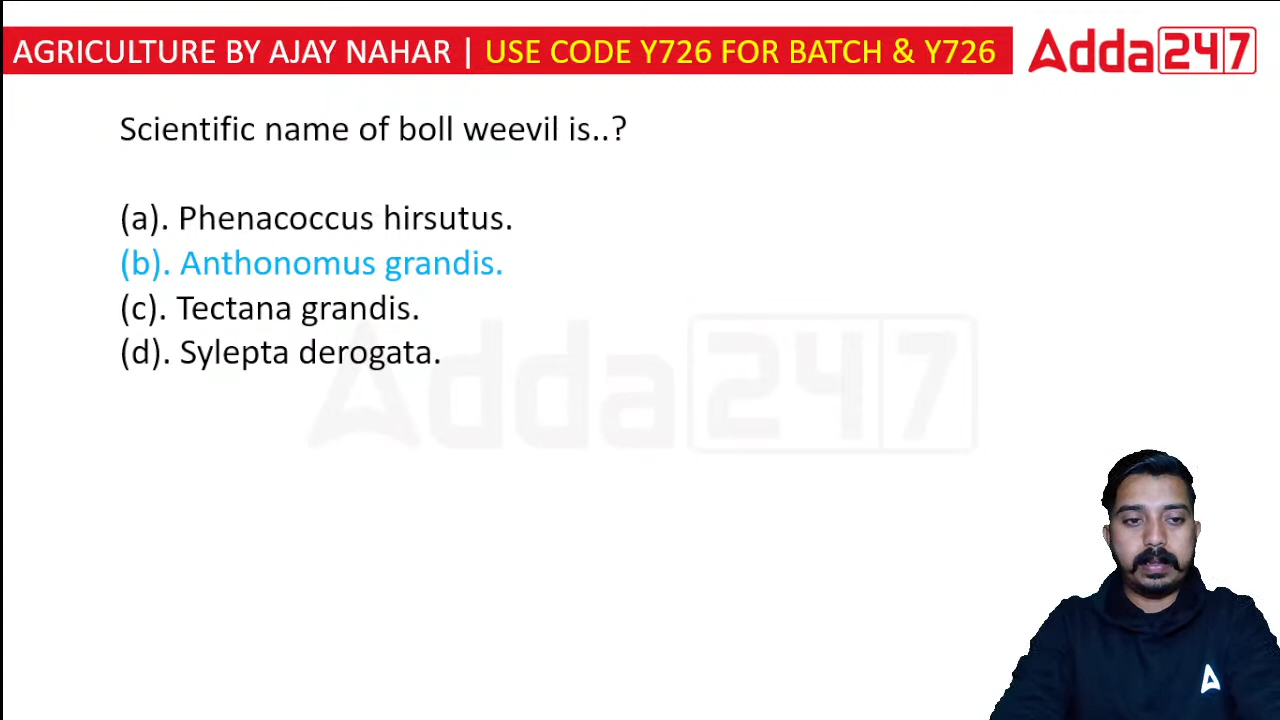 AGRICULTURE BY AJAY NAHAR | USE CODE Y726 FOR BATCH & Y726 Adda247
Scientific name of boll weevil is..?
(a). Phenacoccus hirsutus.
(b). Anthonomus grandis.
(c). Tectana grandis.
(d). Sylepta derogata.
Adda247